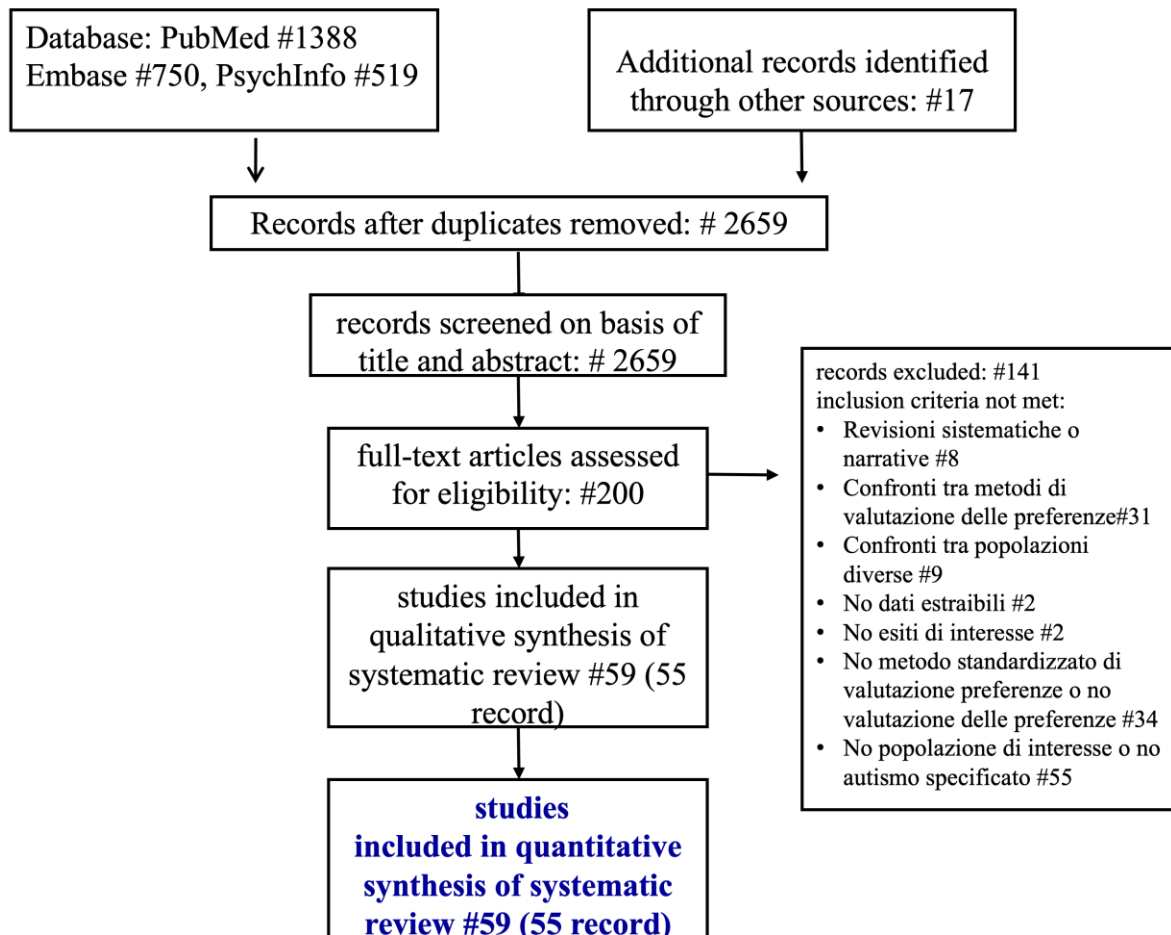 Database: PubMed #1388
Embase #750, PsychInfo #519
Additional records identified
through other sources: #17
Records after duplicates removed: # 2659
records screened on basis of
title and abstract: # 2659
full-text articles assessed
for eligibility: #200
records excluded: #141
inclusion criteria not met:
• Revisioni sistematiche o
narrative #8
• Confronti tra metodi di
valutazione delle preferenze#31
• Confronti tra popolazioni
diverse #9
• No dati estraibili #2
• No esiti di interesse #2
• No metodo standardizzato di
valutazione preferenze o no
valutazione delle preferenze #34
• No popolazione di interesse o no
autismo specificato #55
studies included in
qualitative synthesis of
systematic review #59 (55
record)
studies
included in quantitative
synthesis of systematic
review #59 (55 record)